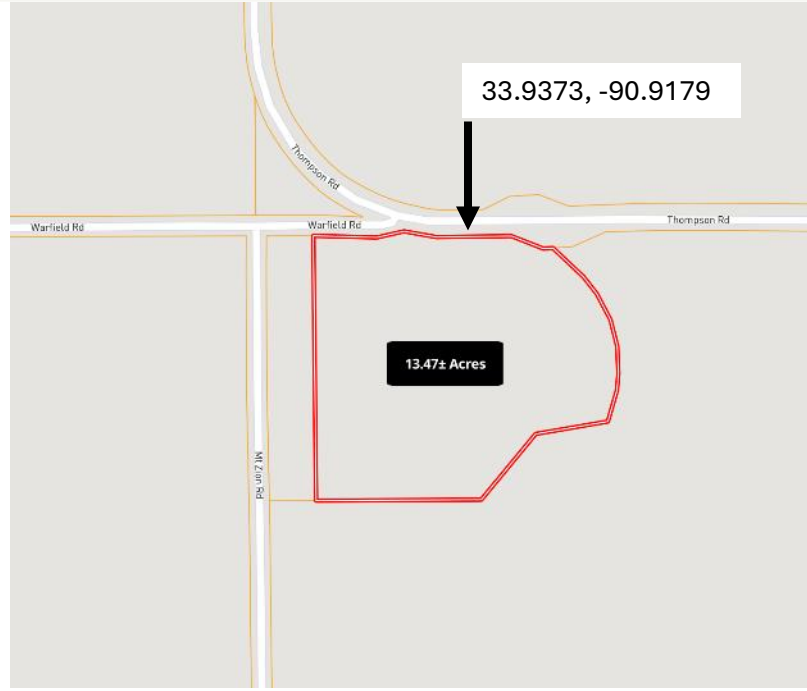 33.9373, -90.9179
Thompson Rd
Warfield Rd
Warfield Rd
Thompson Rd
13.47± Acres
Mt Zion Rd